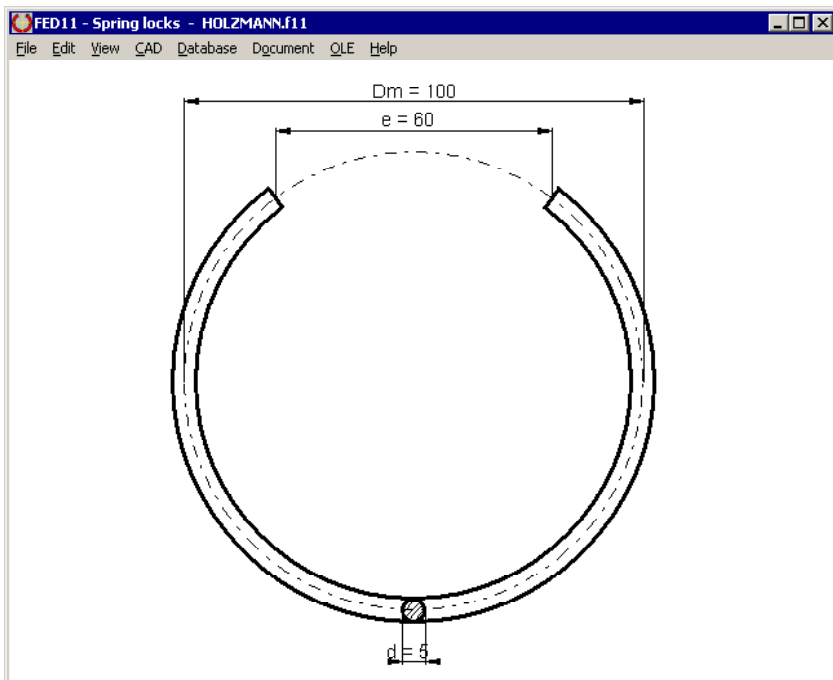 FED11 - Spring locks - HOLZMANN.f11
File Edit View CAD Database Document OLE Help
Dm = 100
e = 60
d = 5